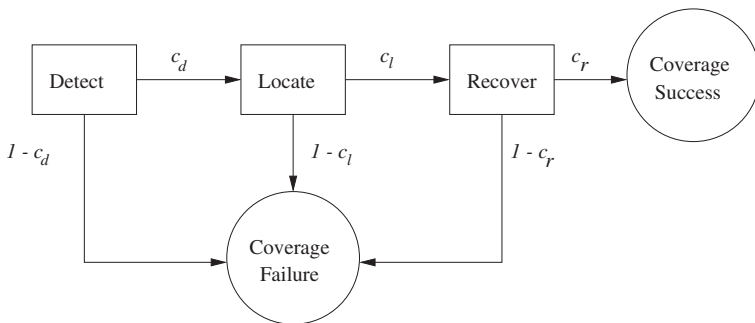 Detect
c_d
Locate
c_l
Recover
c_r
Coverage
Success
1 - c_d
1 - c_l
1 - c_r
Coverage
Failure